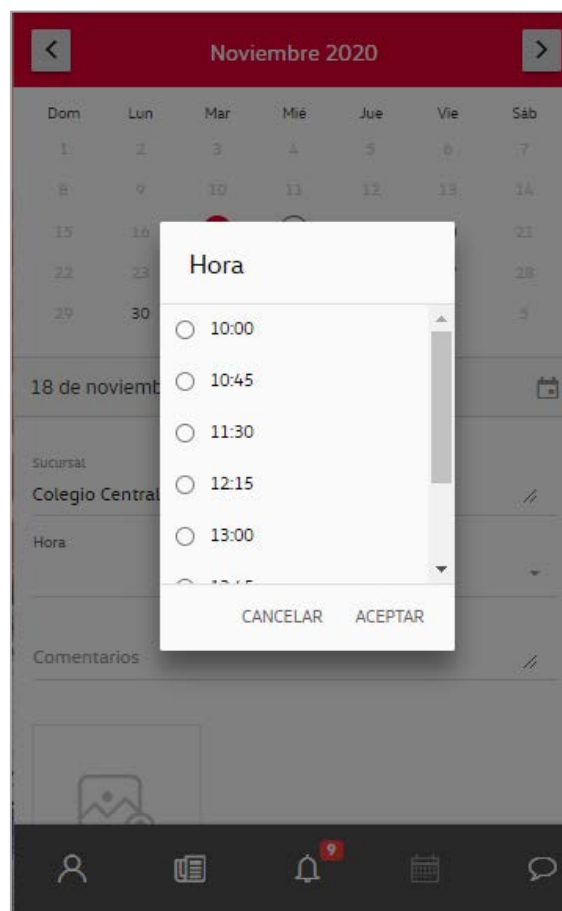 Noviembre 2020
Dom Lun Mar Mié Jue Vie Sáb
1 2 3 4 5 6 7
8 9 10 11 12 13 14
15 16 21
22 23 28
29 30 5
Hora
10:00
10:45
11:30
12:15
13:00
13:45
18 de noviemb
Sucursal
Colegio Central
Hora
Comentarios
CANCELAR ACEPTAR
9